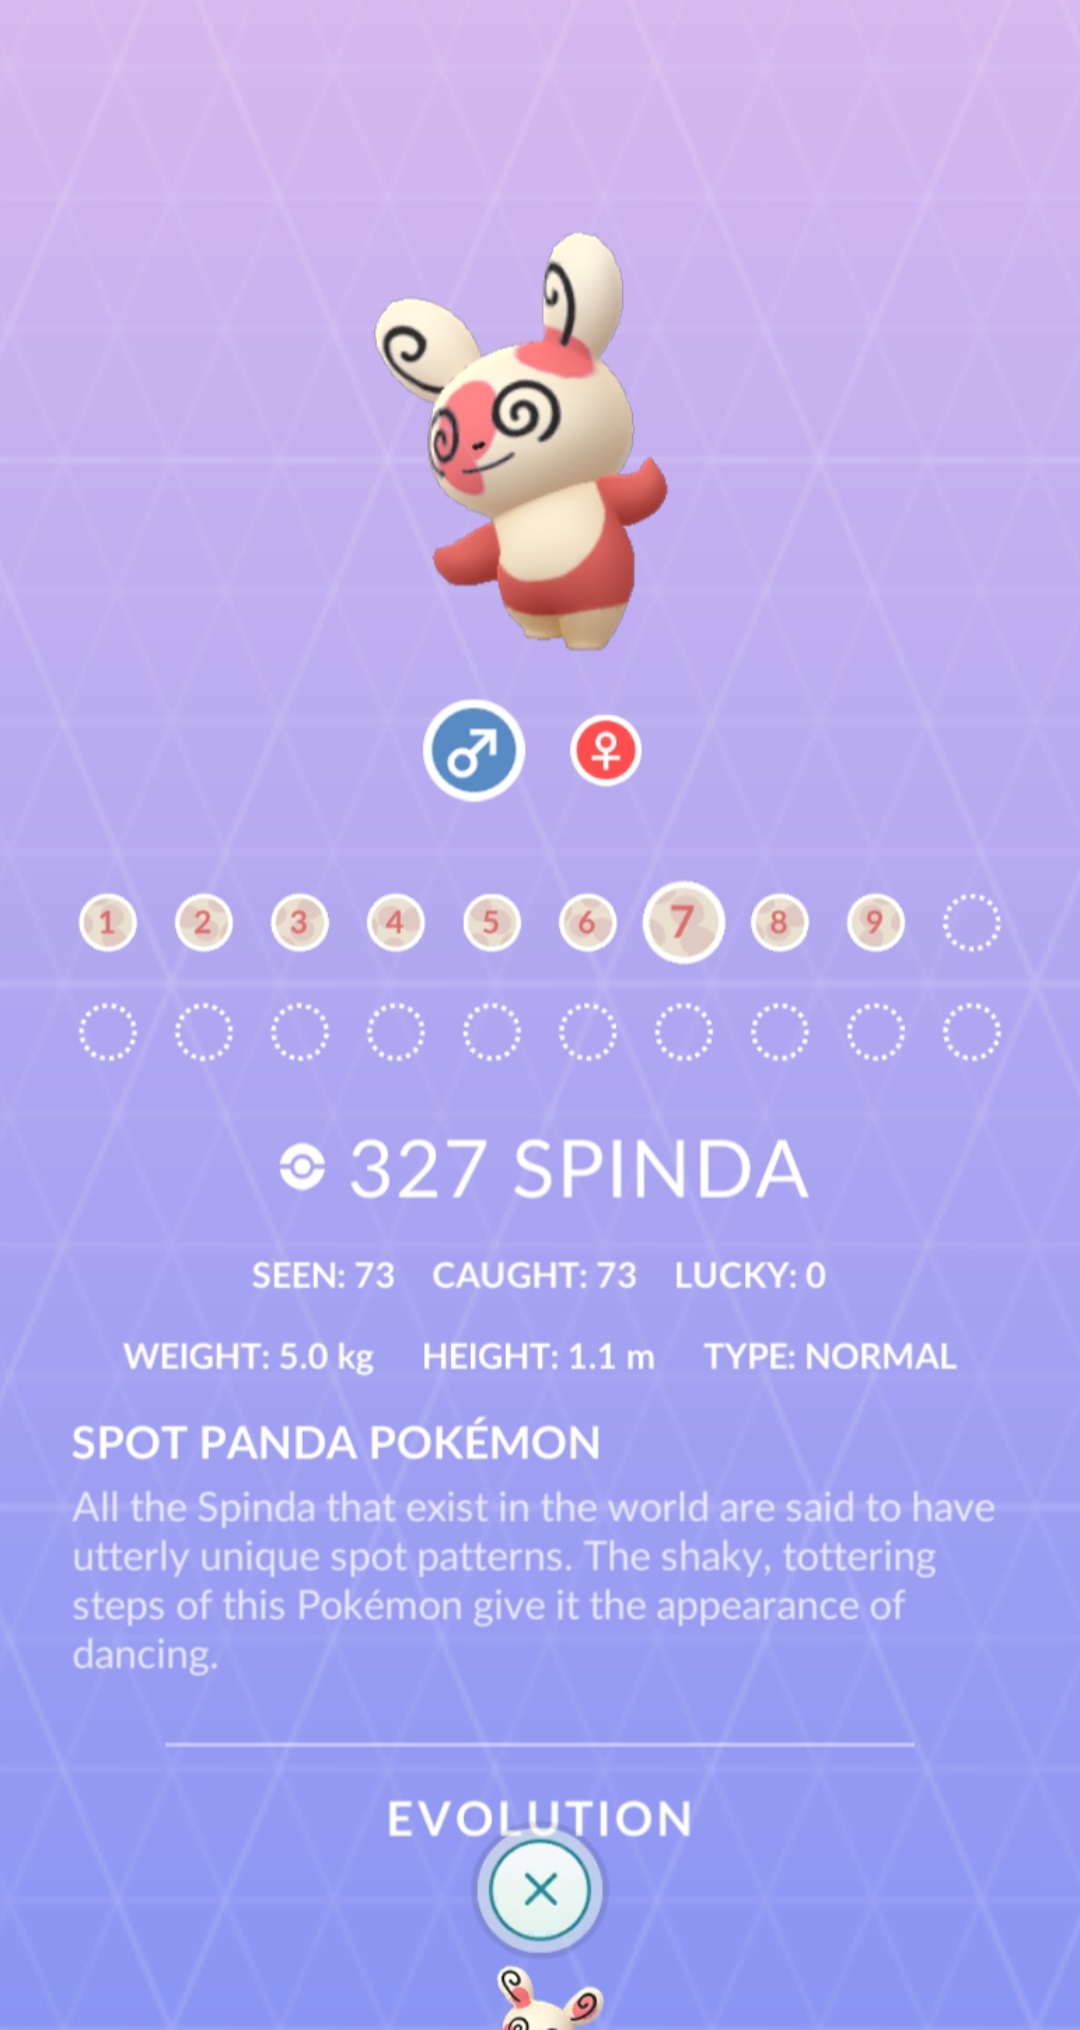 1 2 3 4 5 6 7 8 9
327 SPINDA
SEEN: 73 CAUGHT: 73 LUCKY: 0
WEIGHT: 5.0 kg HEIGHT: 1.1 m TYPE: NORMAL
SPOT PANDA POKÉMON
All the Spinda that exist in the world are said to have
utterly unique spot patterns. The shaky, tottering
steps of this Pokémon give it the appearance of
dancing.
EVOLUTION